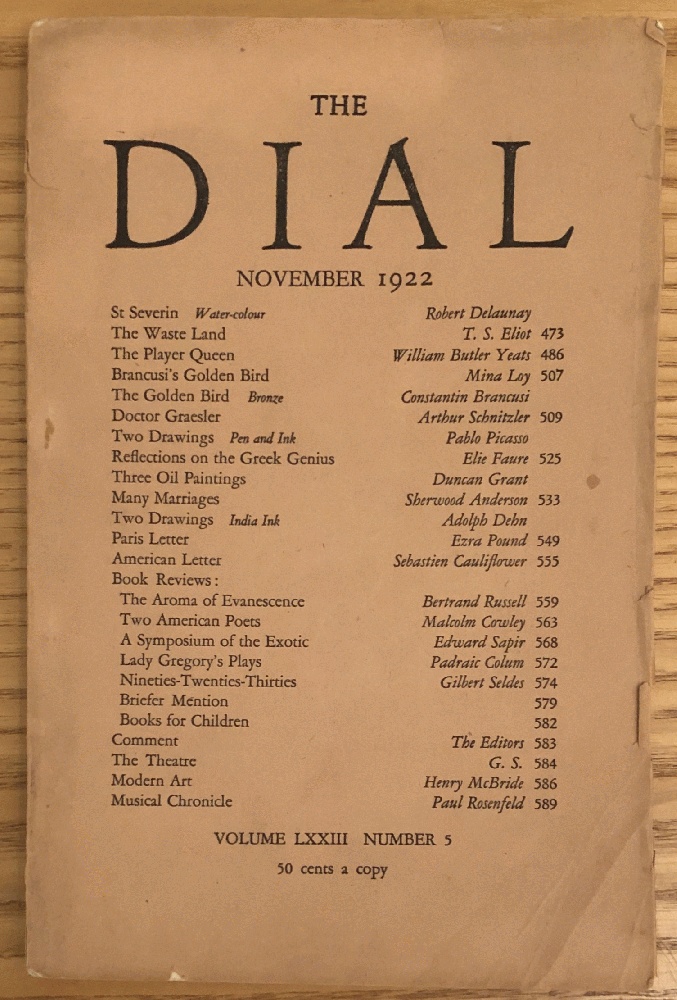 THE
DIAL
NOVEMBER 1922
St Severin Water-colour Robert Delaunay
The Waste Land T. S. Eliot 473
The Player Queen William Butler Yeats 486
Brancusi's Golden Bird Mina Loy 507
The Golden Bird Bronze Constantin Brancusi
Doctor Graesler Arthur Schnitzler 509
Two Drawings Pen and Ink Pablo Picasso
Reflections on the Greek Genius Elie Faure 525
Three Oil Paintings Duncan Grant
Many Marriages Sherwood Anderson 533
Two Drawings India Ink Adolph Dehn
Paris Letter Ezra Pound 549
American Letter Sebastien Cauliflower 555
Book Reviews:
The Aroma of Evanescence Bertrand Russell 559
Two American Poets Malcolm Cowley 563
A Symposium of the Exotic Edward Sapir 568
Lady Gregory's Plays Padraic Colum 572
Nineties-Twenties-Thirties Gilbert Seldes 574
Briefer Mention 579
Books for Children 582
Comment The Editors 583
The Theatre G. S. 584
Modern Art Henry McBride 586
Musical Chronicle Paul Rosenfeld 589
VOLUME LXXIII NUMBER 5
50 cents a copy